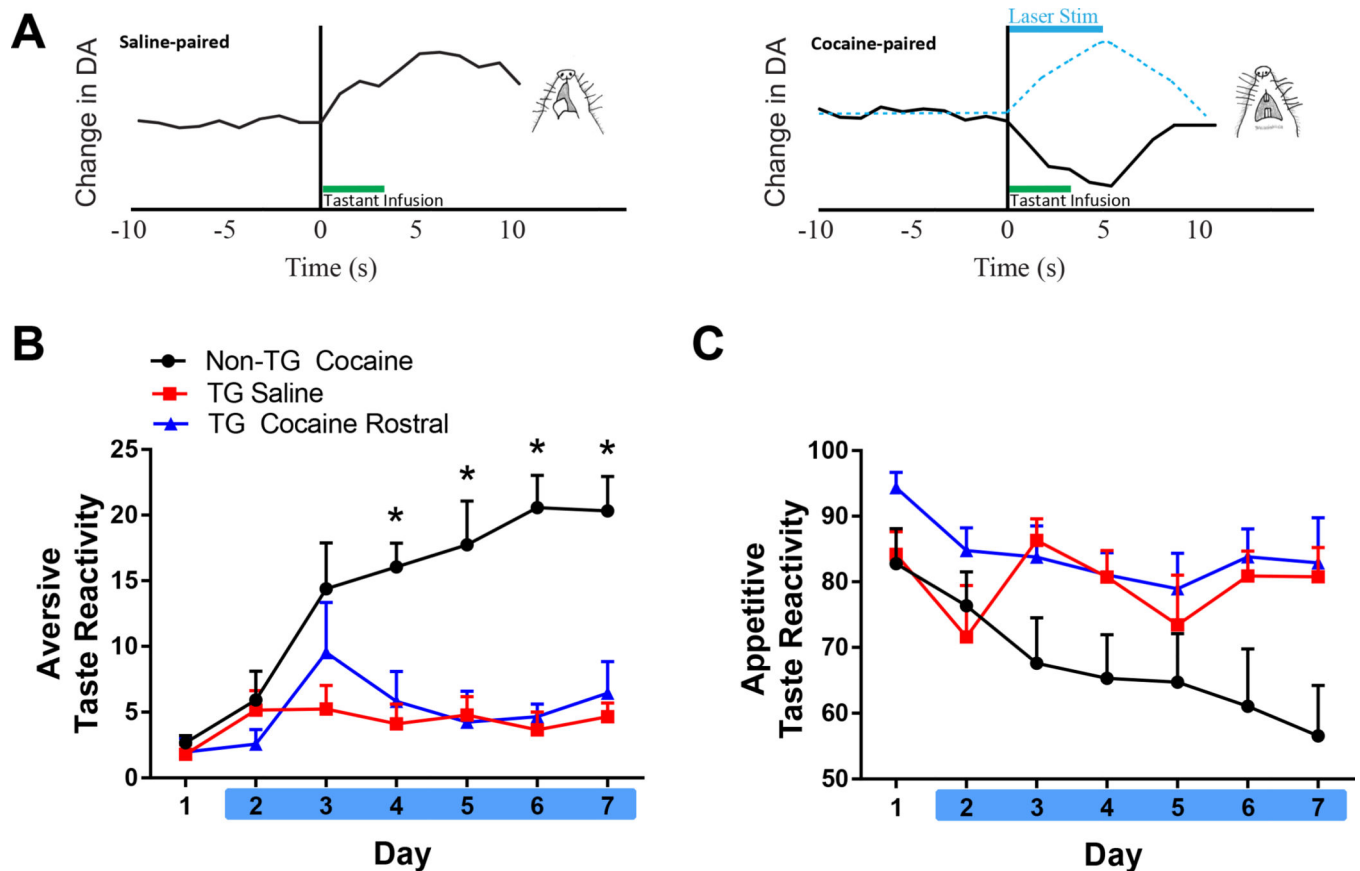 A
Saline-paired
Change in DA
Tastant Infusion
-10 -5 0 5 10
Time (s)
Laser Stim
Cocaine-paired
Change in DA
Tastant Infusion
-10 -5 0 5 10
Time (s)
B
Non-TG Cocaine
TG Saline
TG Cocaine Rostral
Aversive
Taste Reactivity
25
20
15
10
5
0
* * * *
1 2 3 4 5 6 7
Day
C
Appetitive
Taste Reactivity
100
90
80
70
60
50
1 2 3 4 5 6 7
Day